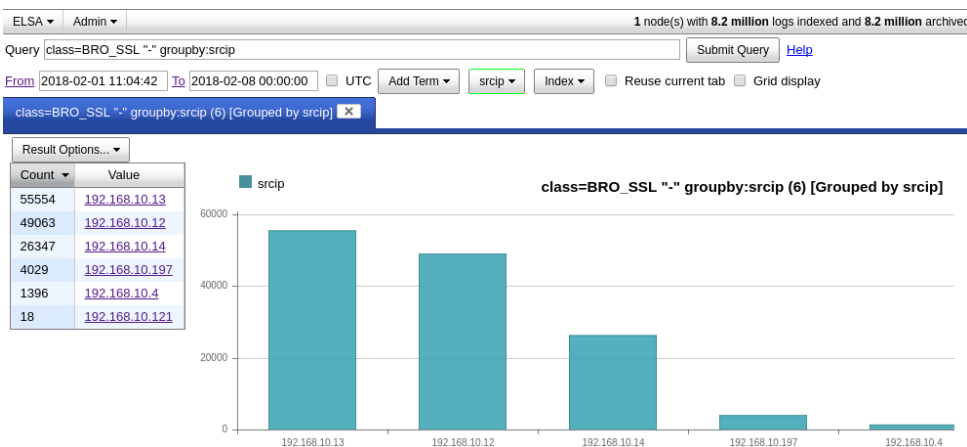 ELSA Admin 1 node(s) with 8.2 million logs indexed and 8.2 million archived
Query class=BRO_SSL "-" groupby:srcip Submit Query Help
From 2018-02-01 11:04:42 To 2018-02-08 00:00:00 UTC Add Term srcip Index Reuse current tab Grid display
class=BRO_SSL "-" groupby:srcip (6) [Grouped by srcip] X
Result Options...
Count Value
55554 192.168.10.13
49063 192.168.10.12
26347 192.168.10.14
4029 192.168.10.197
1396 192.168.10.4
18 192.168.10.121
srcip
class=BRO_SSL "-" groupby:srcip (6) [Grouped by srcip]
60000
40000
20000
0
192.168.10.13 192.168.10.12 192.168.10.14 192.168.10.197 192.168.10.4